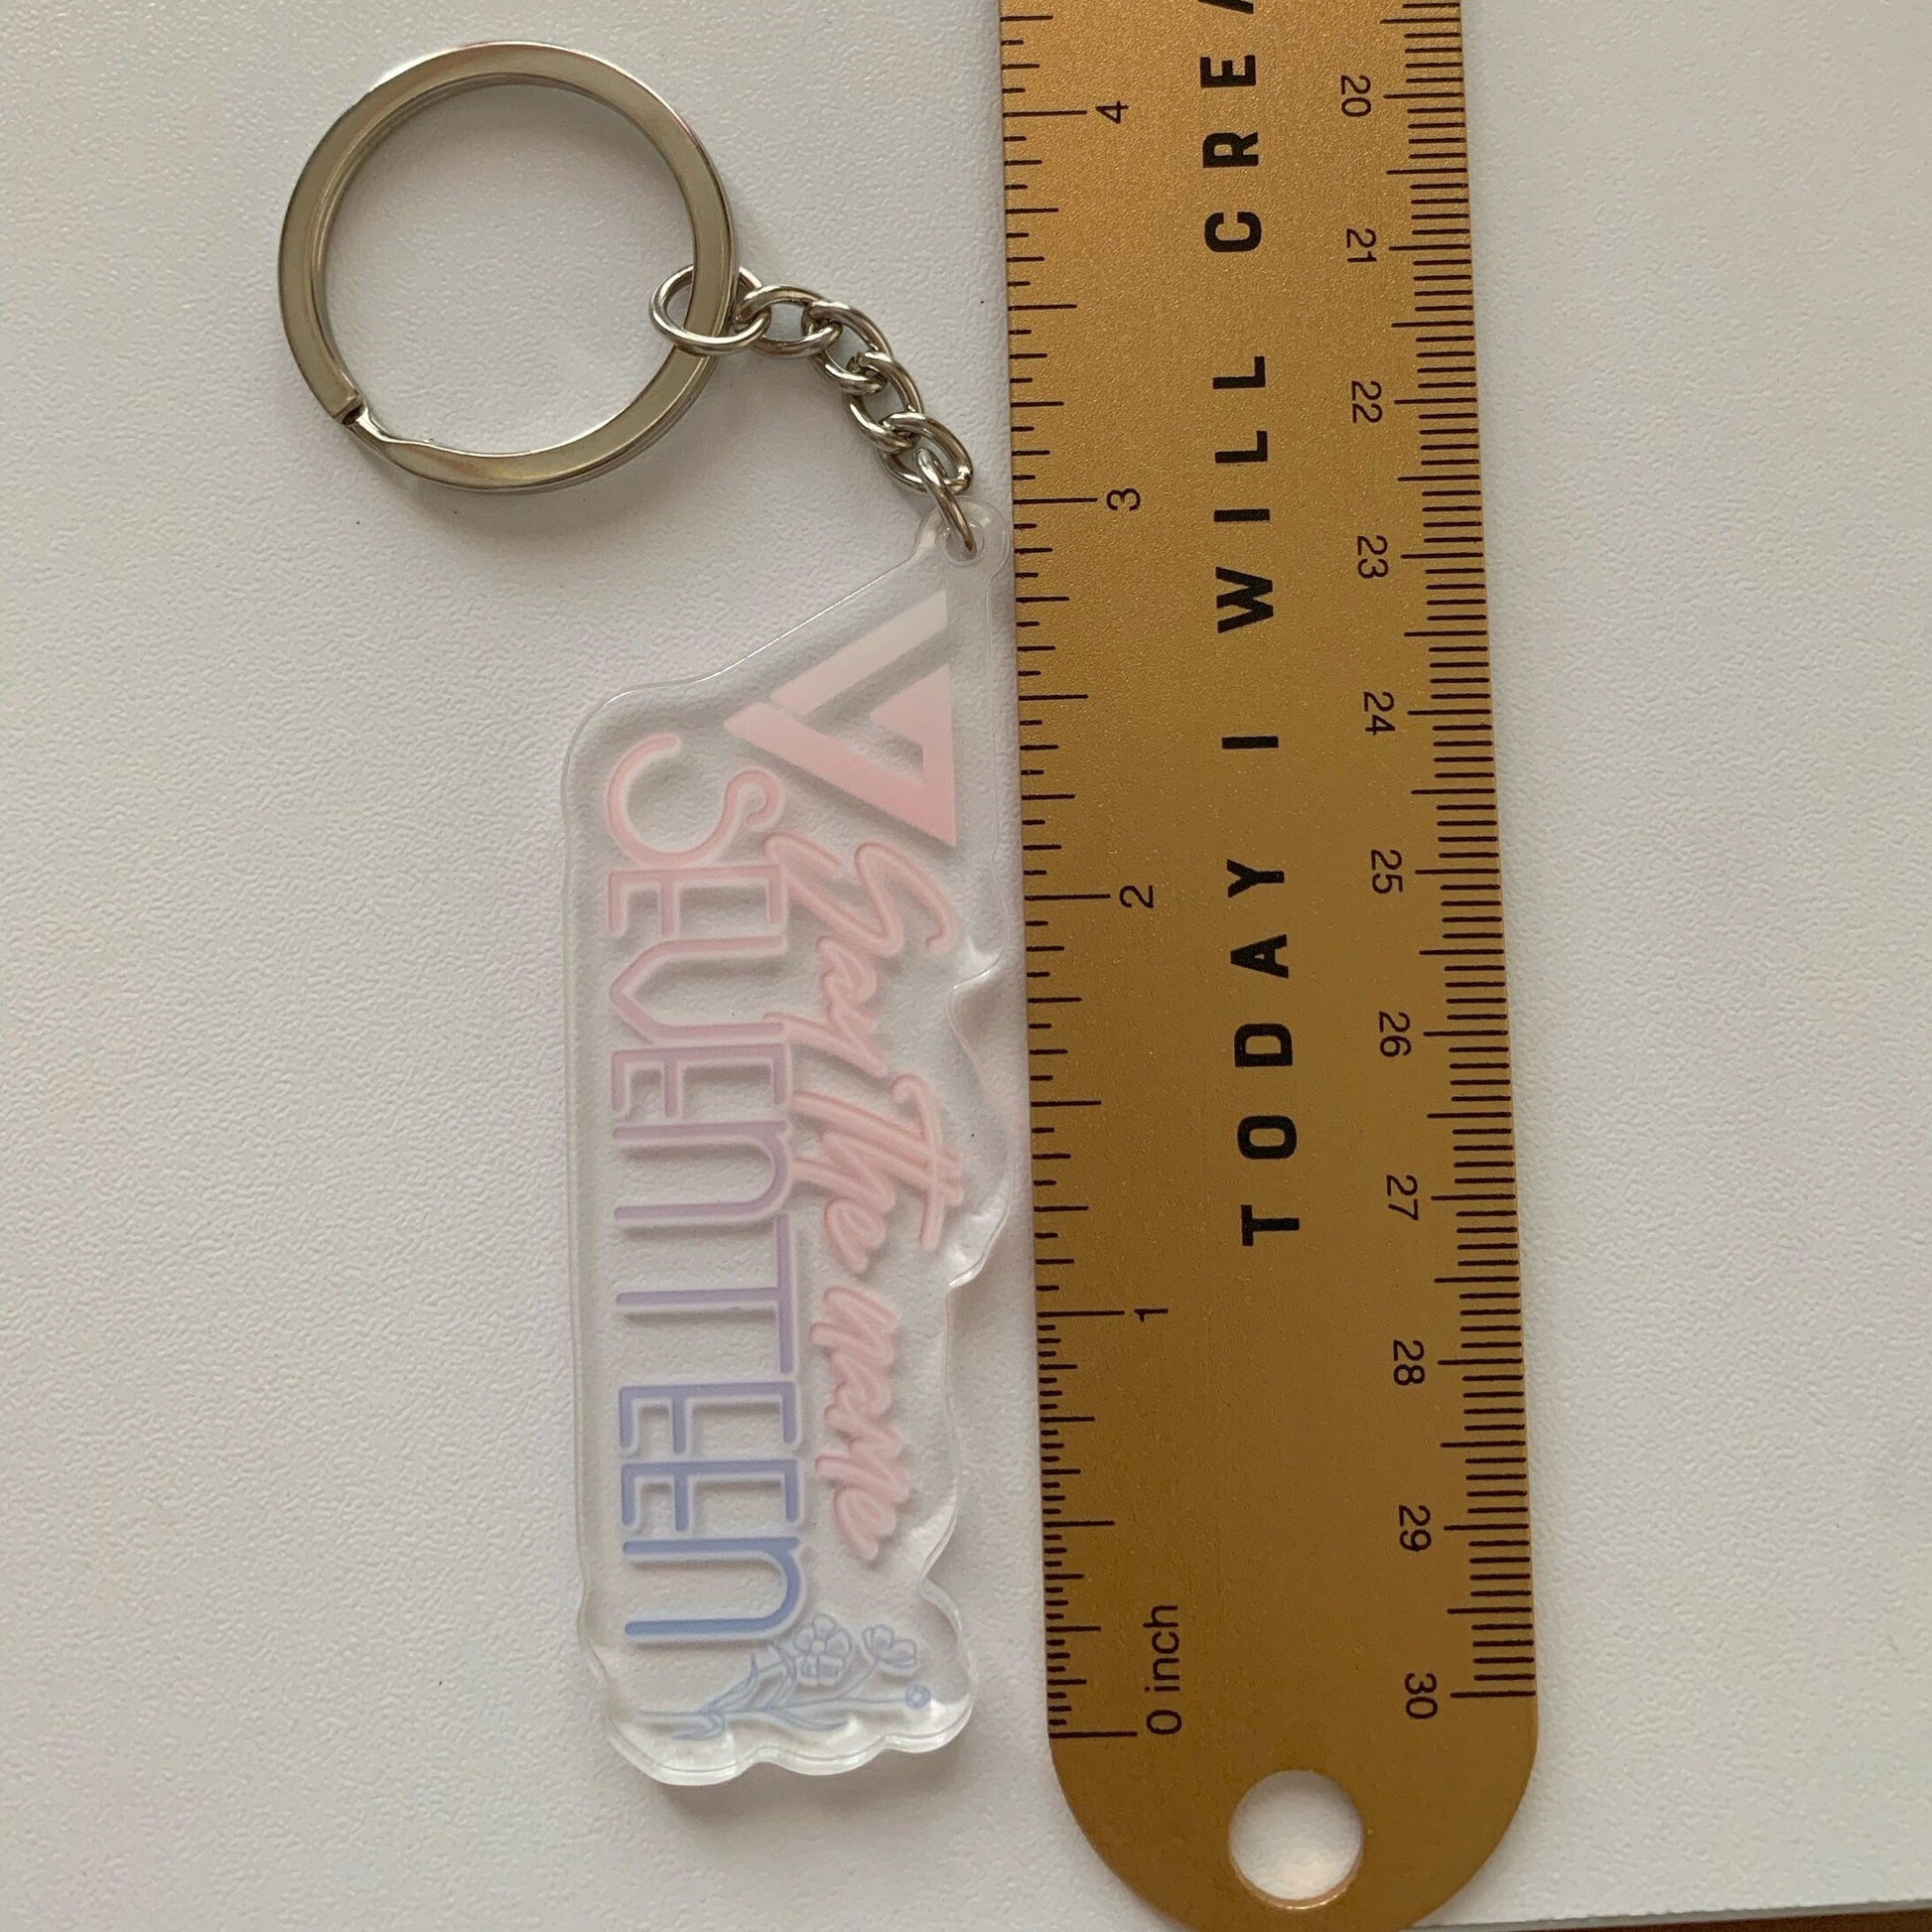 Say the name
SEVENTEEN
TODAY I WILL CREA
0 inch 1 2 3 4
20 21 22 23 24 25 26 27 28 29 30